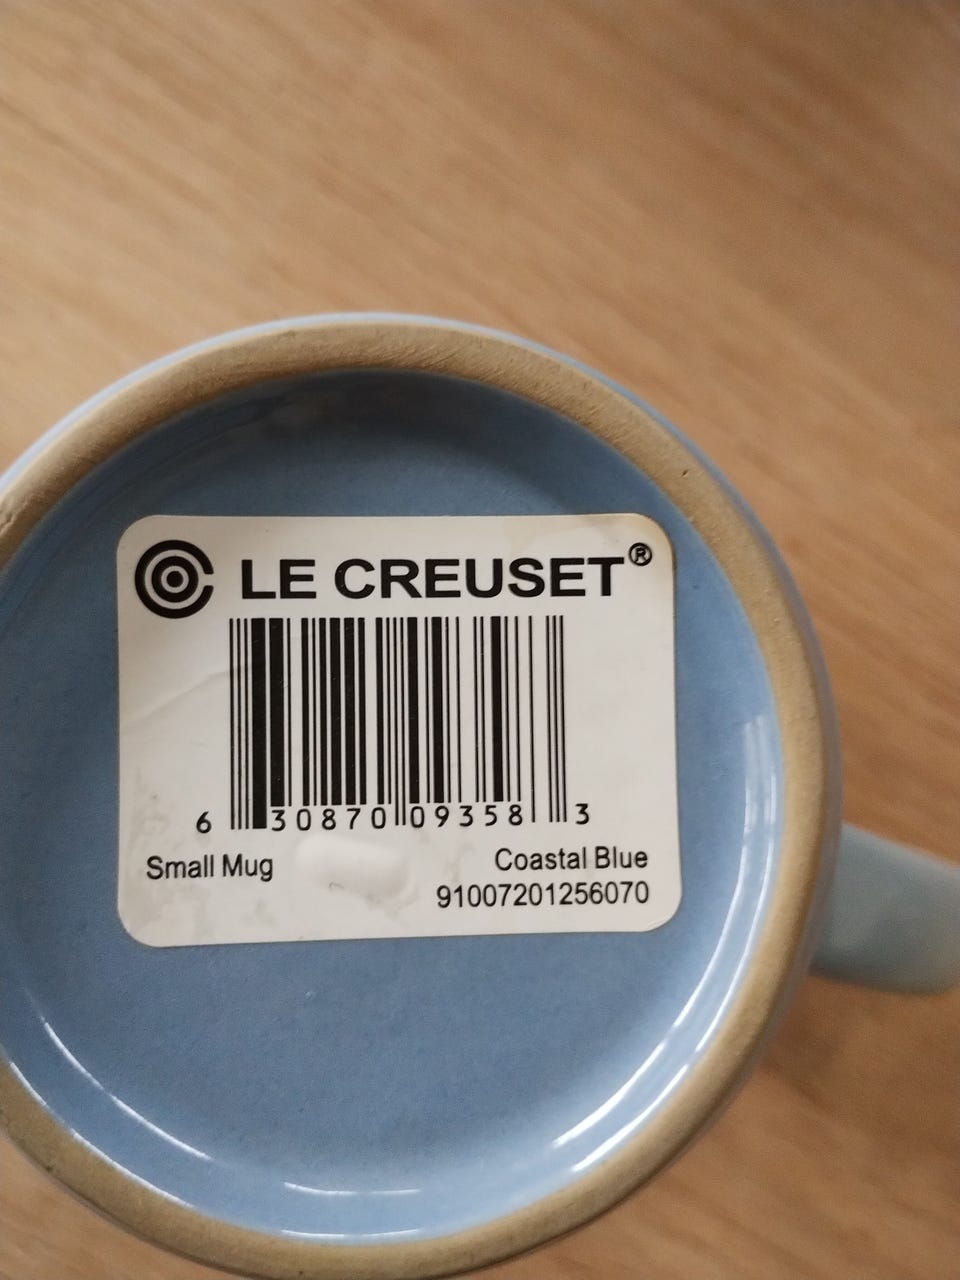 LE CREUSET®
6 30870 09358 3
Small Mug
Coastal Blue
91007201256070